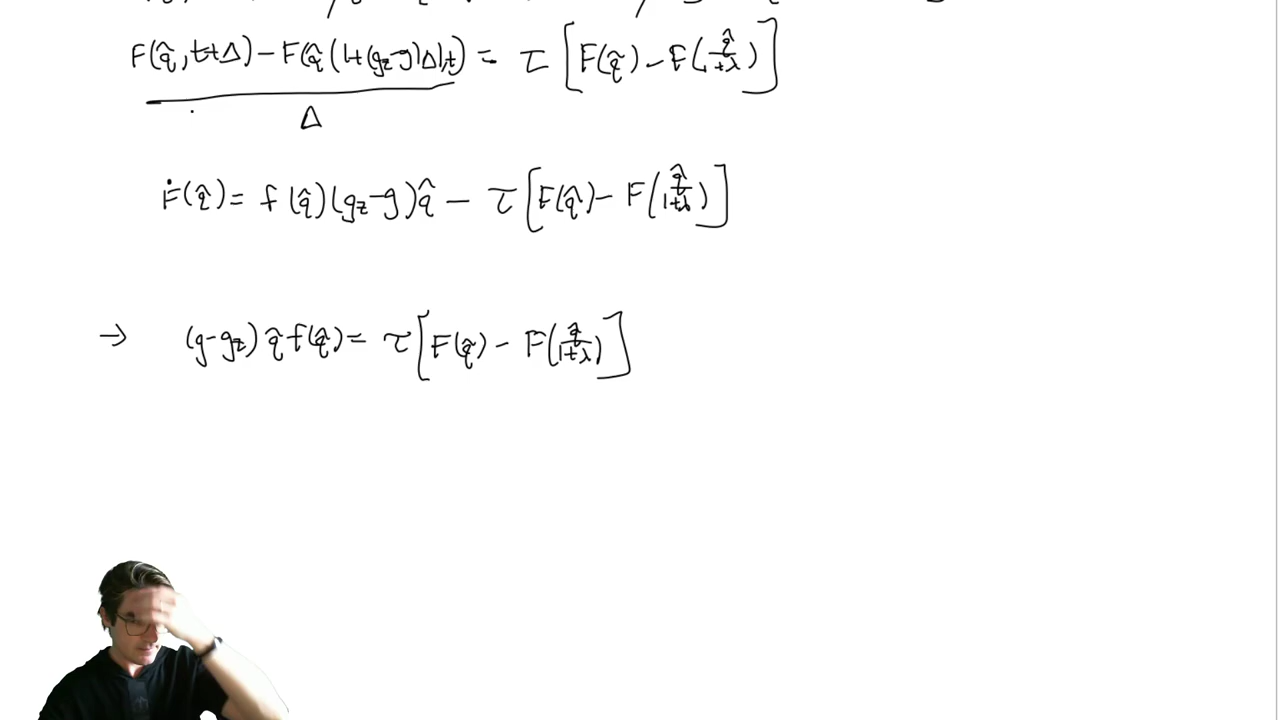 F(q̂,t+Δ)-F(q̂(1+(g_z-g)Δ),t) = τ[F(q̂)-F(q̂/(1+λ))]
Δ
Ḟ(q̂)= f(q̂)(g_z-g)q̂ - τ[F(q̂)- F(q̂/(1+λ))]
→ (g-g_z) q̂ f(q̂)= τ[F(q̂)- F(q̂/(1+λ))]